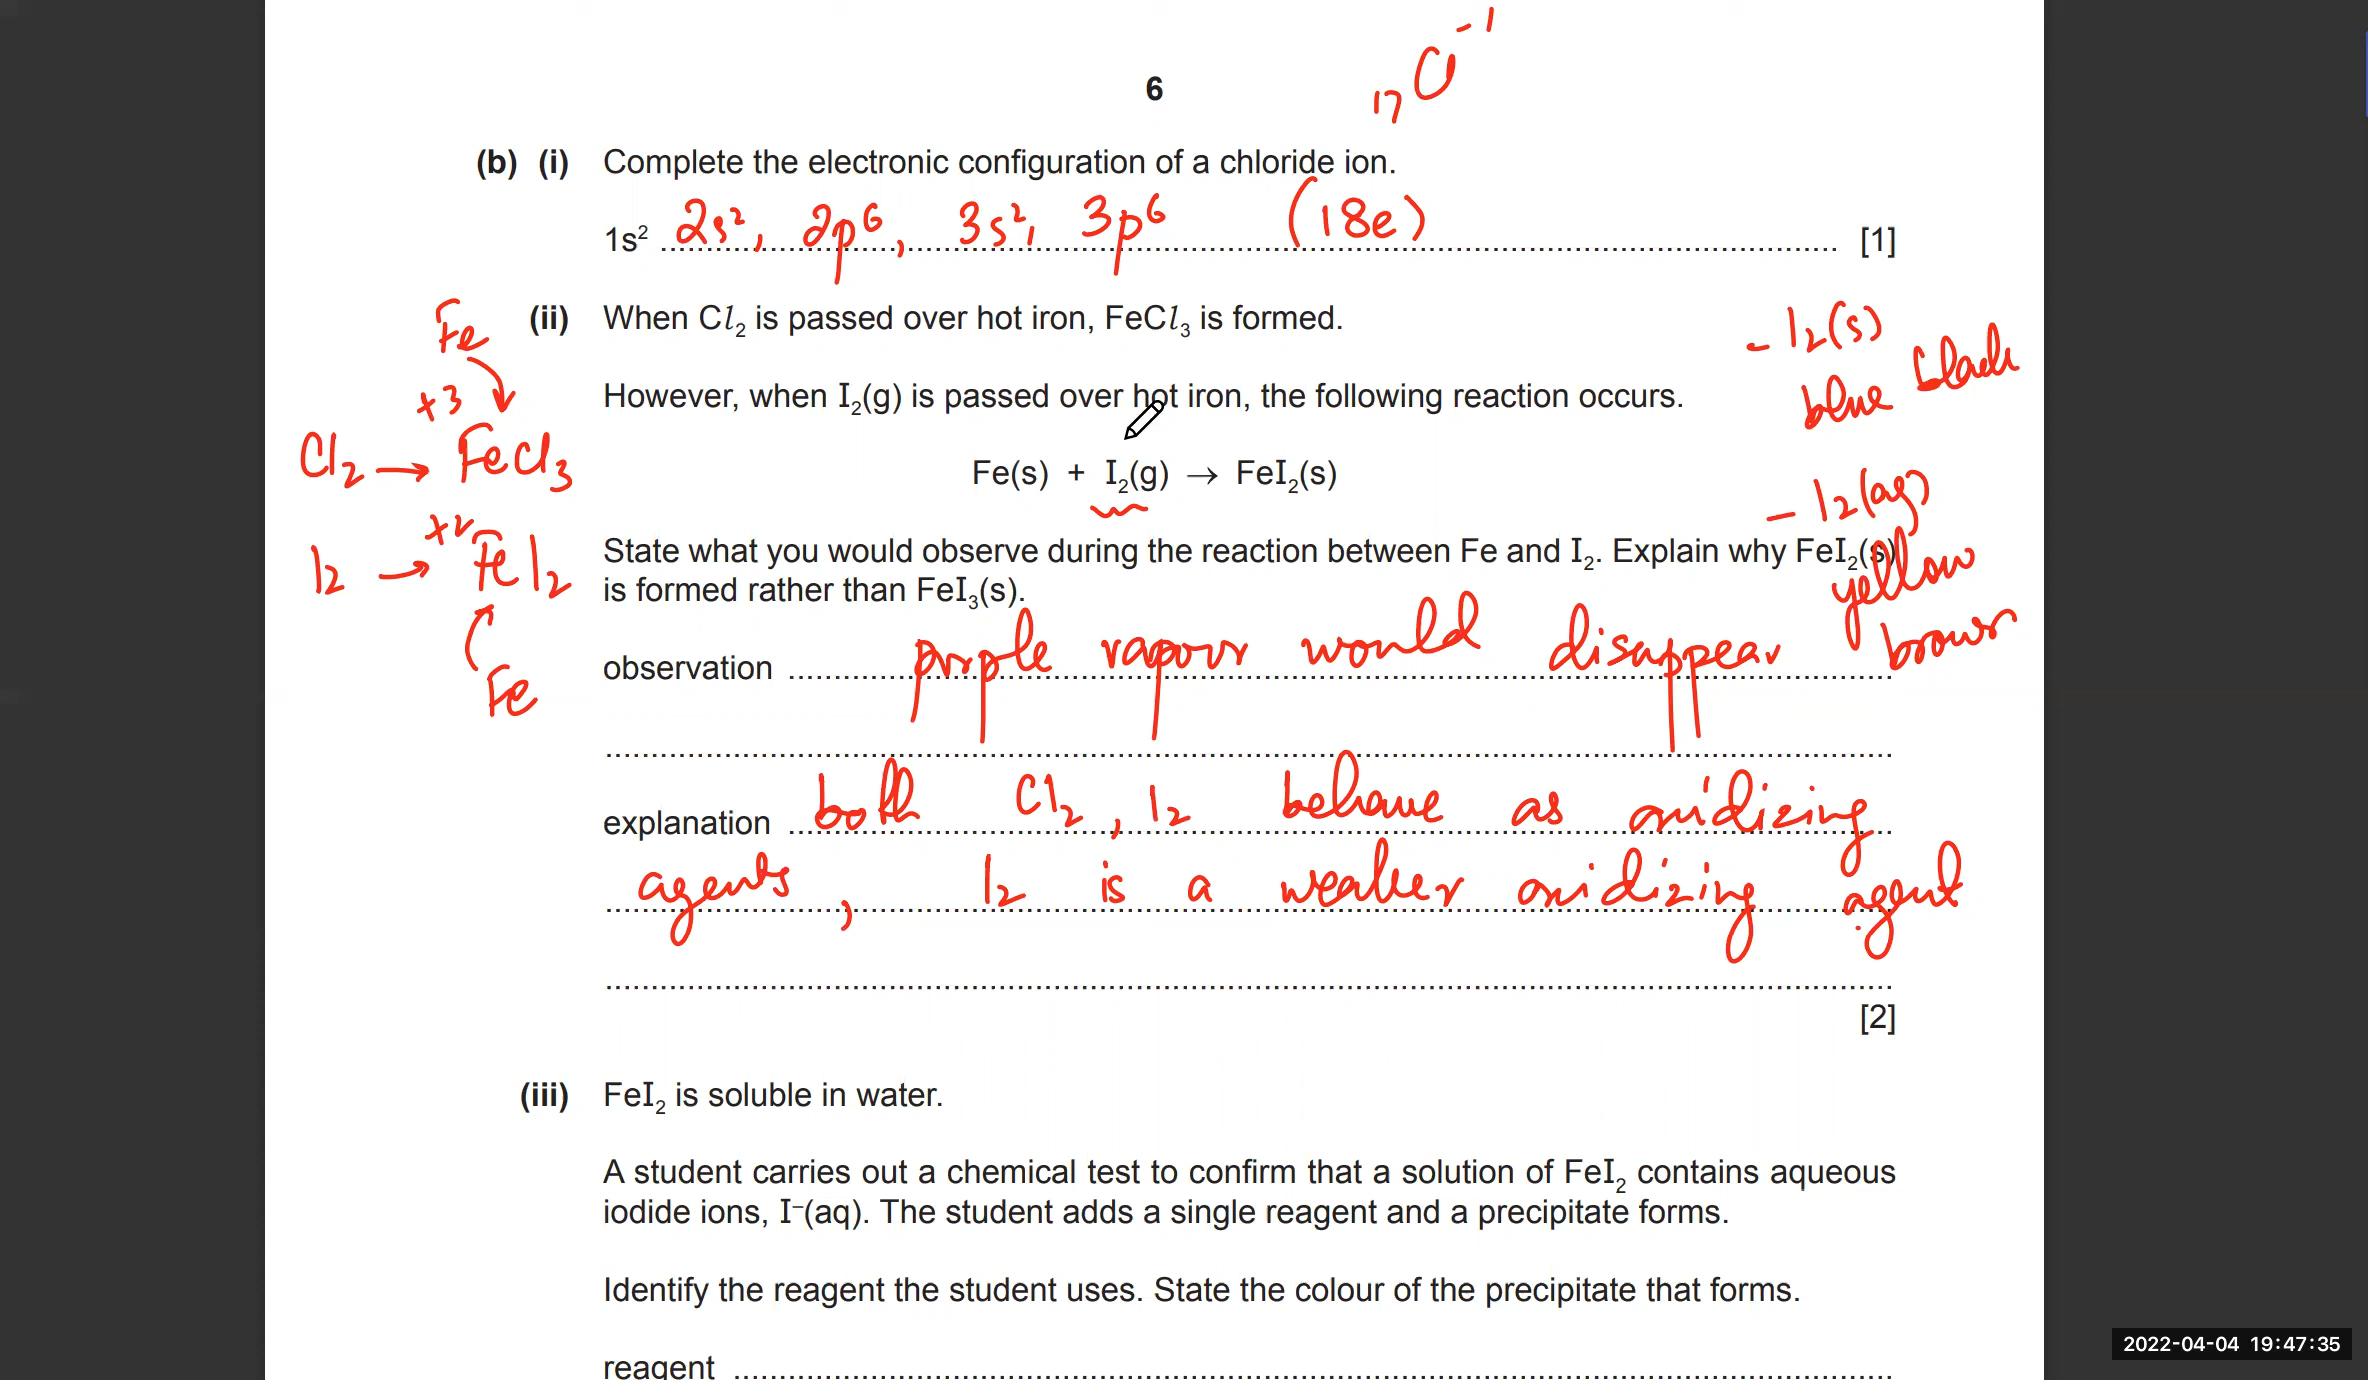 ₁₇Cl⁻¹
6
(b) (i) Complete the electronic configuration of a chloride ion.
1s² 2s², 2p⁶, 3s², 3p⁶ (18e) [1]
(ii) When Cl₂ is passed over hot iron, FeCl₃ is formed.
Fe
- I₂(s)
blue black
However, when I₂(g) is passed over hot iron, the following reaction occurs.
+3
Cl₂ → FeCl₃
Fe(s) + I₂(g) → FeI₂(s)
- I₂(aq)
yellow
brown
+2
I₂ → FeI₂
Fe
State what you would observe during the reaction between Fe and I₂. Explain why FeI₂(s)
is formed rather than FeI₃(s).
observation purple vapour would disappear
explanation both Cl₂, I₂ behave as oxidizing
agents, I₂ is a weaker oxidizing agent
[2]
(iii) FeI₂ is soluble in water.
A student carries out a chemical test to confirm that a solution of FeI₂ contains aqueous
iodide ions, I⁻(aq). The student adds a single reagent and a precipitate forms.
Identify the reagent the student uses. State the colour of the precipitate that forms.
reagent
2022-04-04 19:47:35